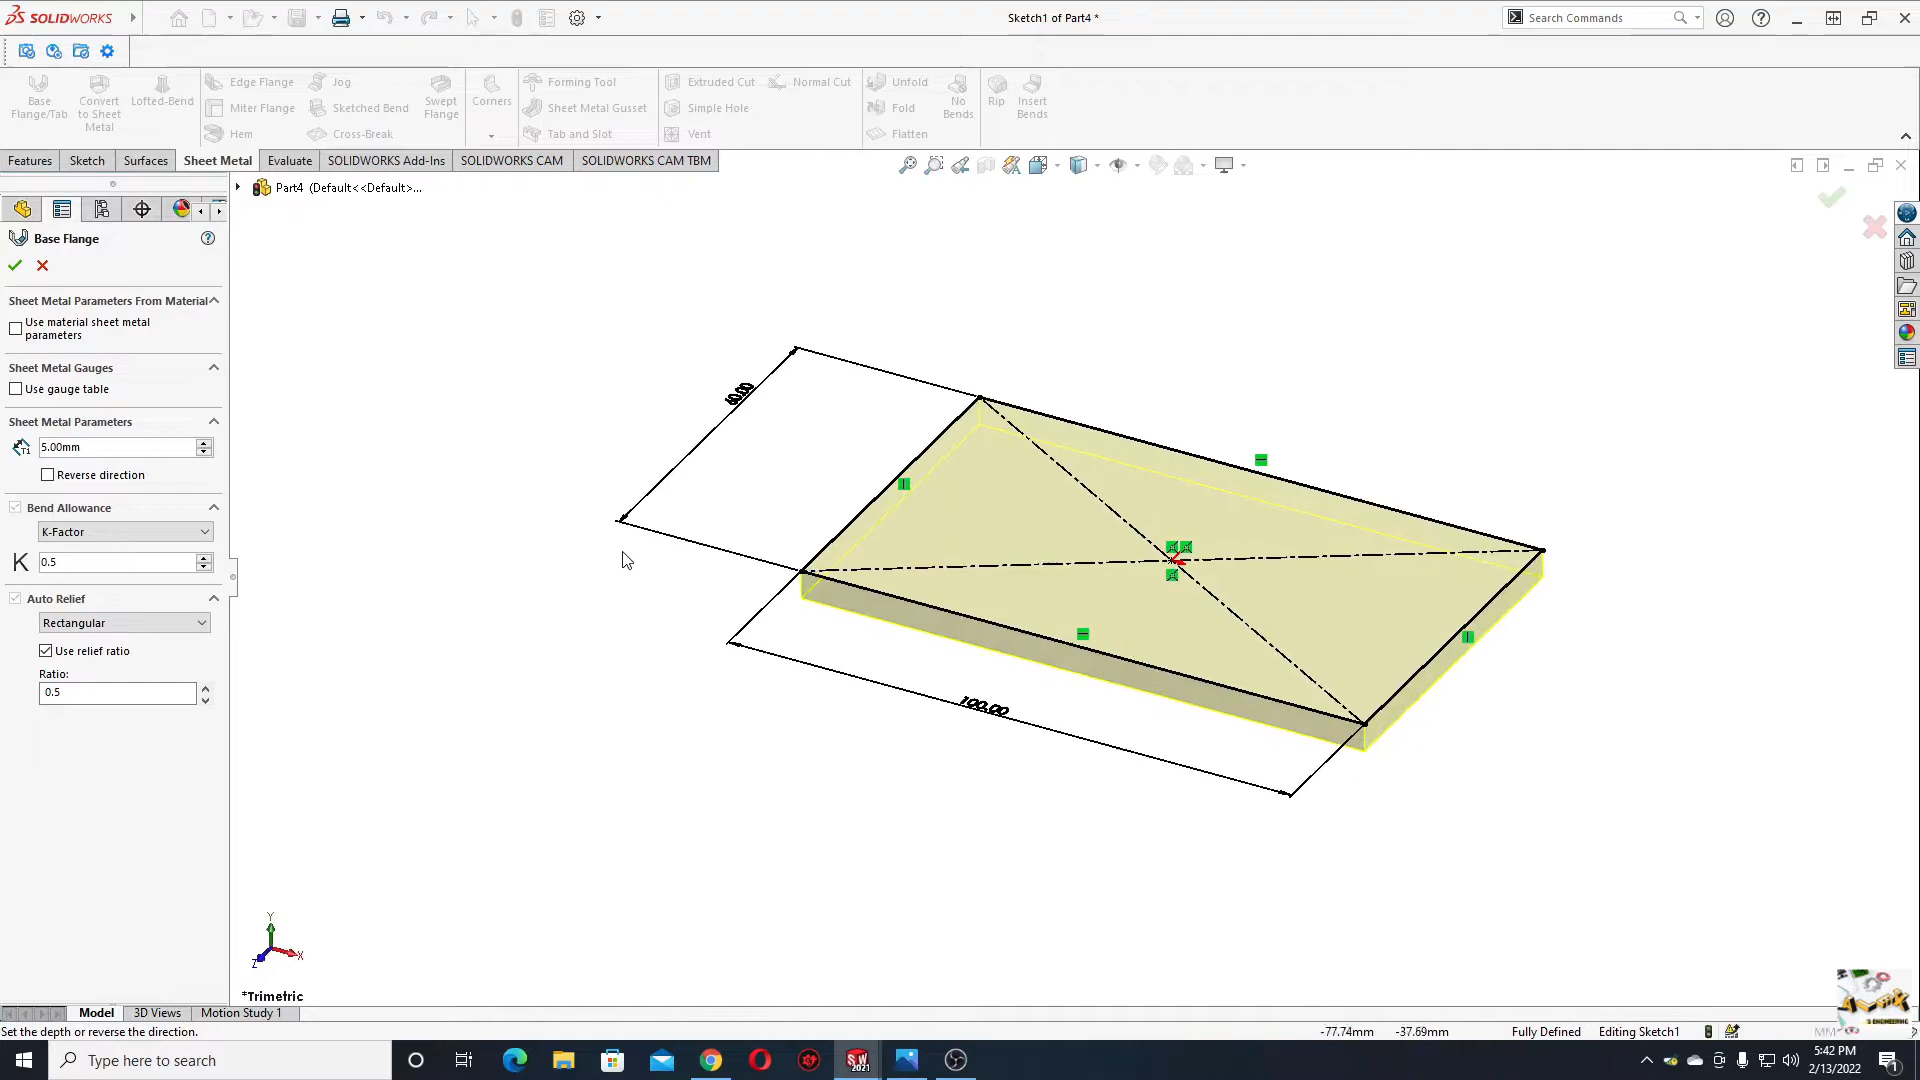 SOLIDWORKS
Sketch1 of Part4 *
Search Commands
Base Flange/Tab
Convert to Sheet Metal
Lofted-Bend
Edge Flange
Miter Flange
Hem
Jog
Sketched Bend
Cross-Break
Swept Flange
Corners
Forming Tool
Sheet Metal Gusset
Tab and Slot
Extruded Cut
Simple Hole
Vent
Normal Cut
Unfold
Fold
Flatten
No Bends
Rip
Insert Bends
Features
Sketch
Surfaces
Sheet Metal
Evaluate
SOLIDWORKS Add-Ins
SOLIDWORKS CAM
SOLIDWORKS CAM TBM
Part4 (Default<<Default>...
Base Flange
Sheet Metal Parameters From Material
Use material sheet metal
parameters
Sheet Metal Gauges
Use gauge table
Sheet Metal Parameters
T1
5.00mm
Reverse direction
Bend Allowance
K-Factor
K
0.5
Auto Relief
Rectangular
Use relief ratio
Ratio:
0.5
60.00
100.00
Y
X
Z
*Trimetric
Model
3D Views
Motion Study 1
Set the depth or reverse the direction.
-77.74mm
-37.69mm
Fully Defined
Editing Sketch1
Type here to search
SW
2021
5:42 PM
2/13/2022
1